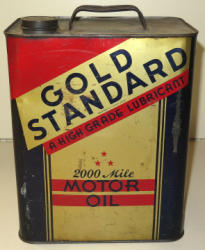 GOLD
STANDARD
A HIGH GRADE LUBRICANT
2000 Mile
MOTOR
OIL